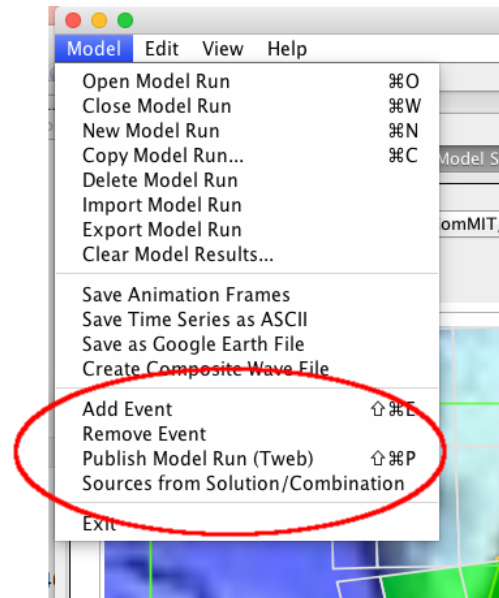 Model Edit View Help
Open Model Run ⌘O
Close Model Run ⌘W
New Model Run ⌘N
Copy Model Run... ⌘C
Delete Model Run
Import Model Run
Export Model Run
Clear Model Results...
Save Animation Frames
Save Time Series as ASCII
Save as Google Earth File
Create Composite Wave File
Add Event ⇧⌘E
Remove Event
Publish Model Run (Tweb) ⇧⌘P
Sources from Solution/Combination
Exit
Model S
omMIT,